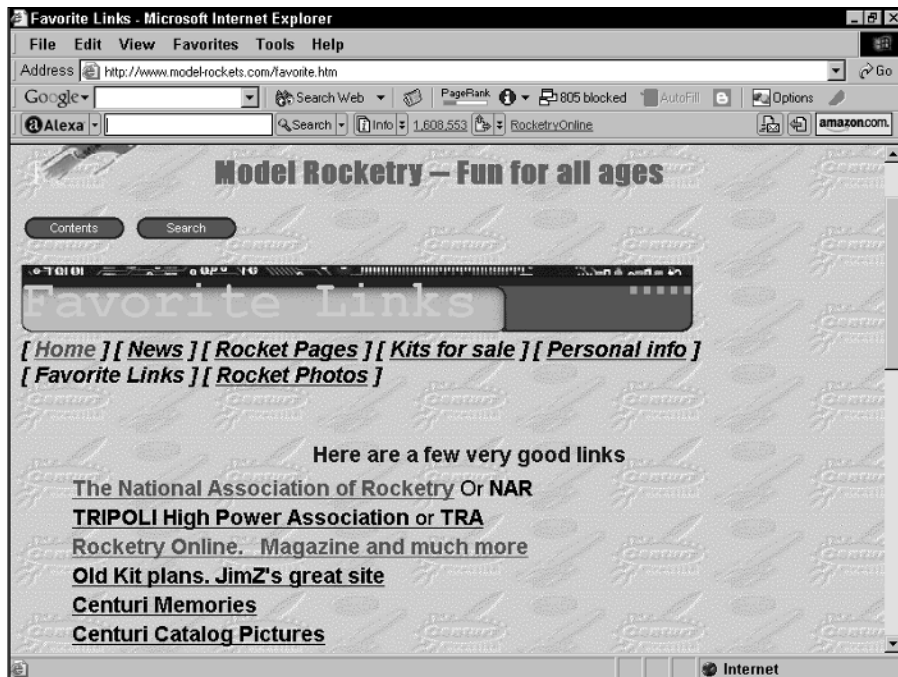 Favorite Links - Microsoft Internet Explorer
File Edit View Favorites Tools Help
Address http://www.model-rockets.com/favorite.htm Go
Google Search Web PageRank 805 blocked AutoFill Options
Alexa Search Info 1,608,553 RocketryOnline amazon.com.
Model Rocketry – Fun for all ages
Contents Search
Favorite Links
[ Home ] [ News ] [ Rocket Pages ] [ Kits for sale ] [ Personal info ]
[ Favorite Links ] [ Rocket Photos ]
Here are a few very good links
The National Association of Rocketry Or NAR
TRIPOLI High Power Association or TRA
Rocketry Online. Magazine and much more
Old Kit plans. JimZ's great site
Centuri Memories
Centuri Catalog Pictures
Internet